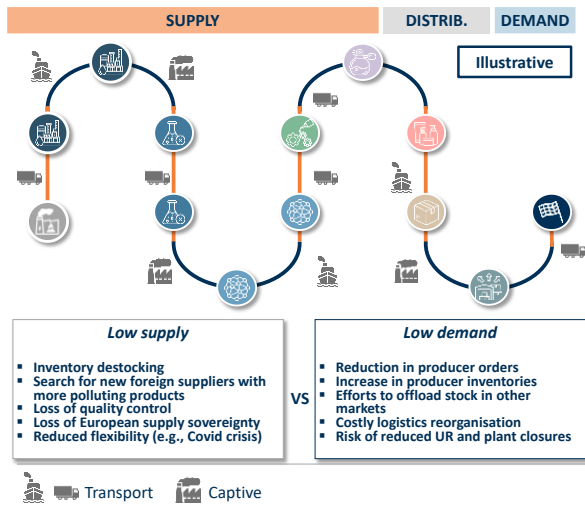 SUPPLY
DISTRIB.
DEMAND
Illustrative
Low supply
▪ Inventory destocking
▪ Search for new foreign suppliers with
more polluting products
▪ Loss of quality control
▪ Loss of European supply sovereignty
▪ Reduced flexibility (e.g., Covid crisis)
VS
Low demand
▪ Reduction in producer orders
▪ Increase in producer inventories
▪ Efforts to offload stock in other
markets
▪ Costly logistics reorganisation
▪ Risk of reduced UR and plant closures
Transport
Captive